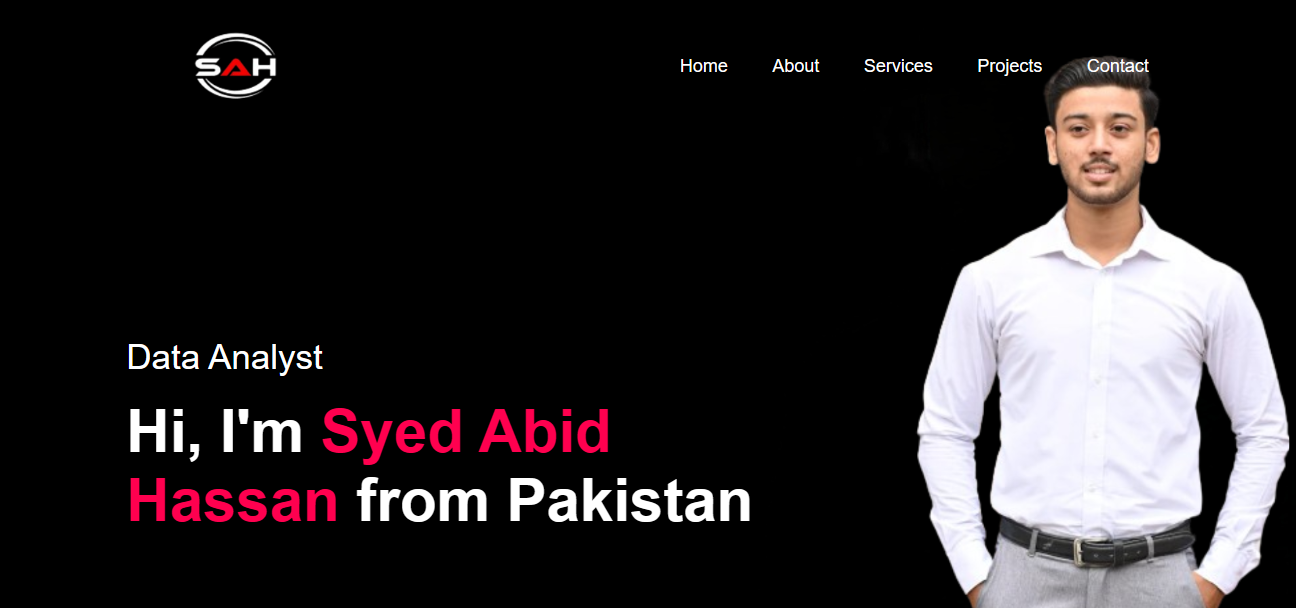 SAH
Home About Services Projects Contact
Data Analyst
Hi, I'm Syed Abid
Hassan from Pakistan